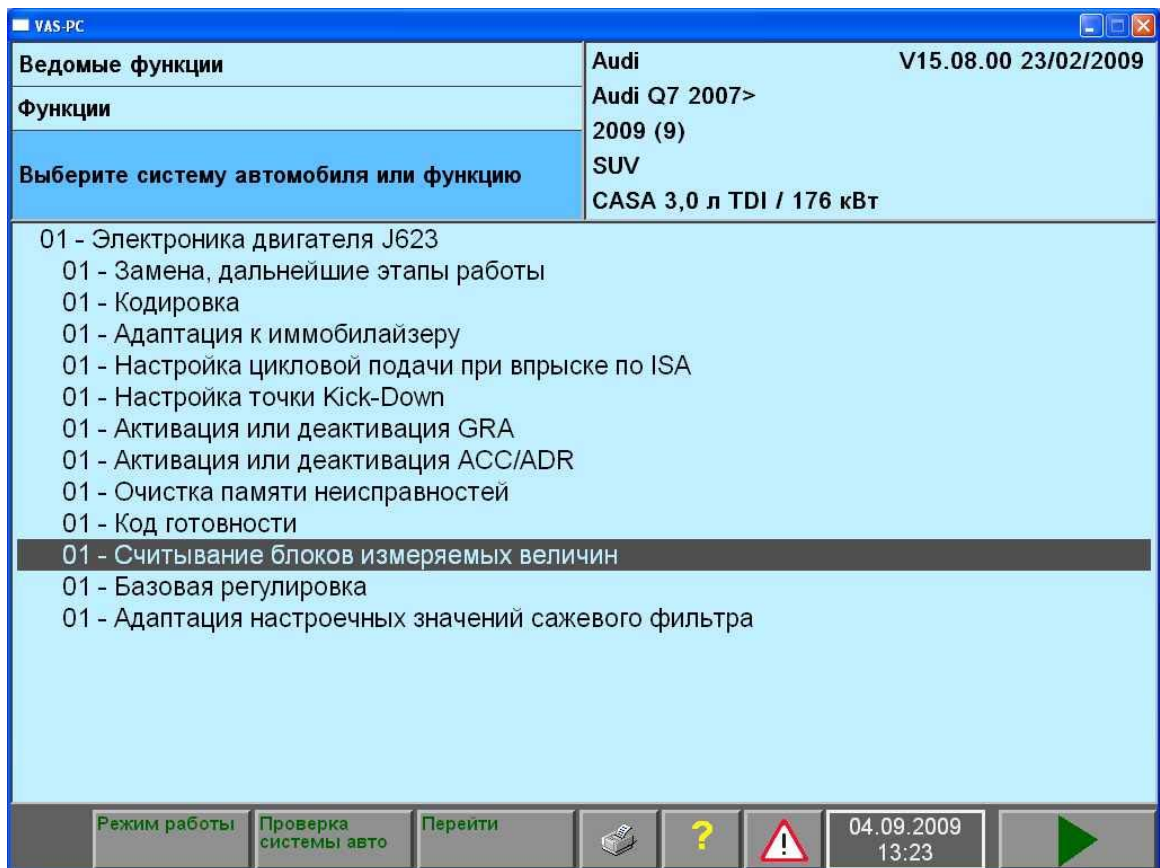 VAS-PC
Ведомые функции
Функции
Выберите систему автомобиля или функцию
Audi V15.08.00 23/02/2009
Audi Q7 2007>
2009 (9)
SUV
CASA 3,0 л TDI / 176 кВт
01 - Электроника двигателя J623
01 - Замена, дальнейшие этапы работы
01 - Кодировка
01 - Адаптация к иммобилайзеру
01 - Настройка цикловой подачи при впрыске по ISA
01 - Настройка точки Kick-Down
01 - Активация или деактивация GRA
01 - Активация или деактивация ACC/ADR
01 - Очистка памяти неисправностей
01 - Код готовности
01 - Считывание блоков измеряемых величин
01 - Базовая регулировка
01 - Адаптация настроечных значений сажевого фильтра
Режим работы
Проверка
системы авто
Перейти
?
!
04.09.2009
13:23